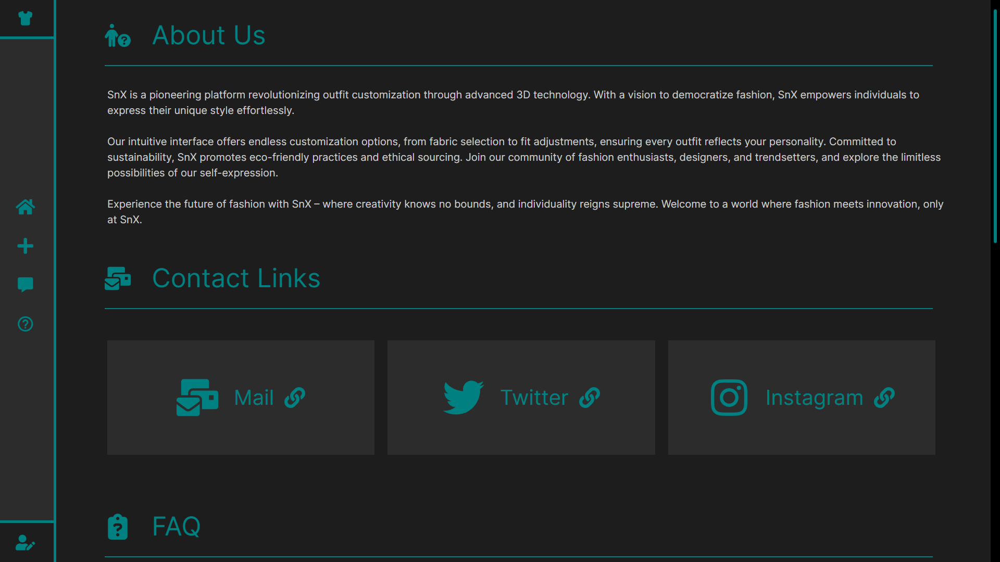 About Us
SnX is a pioneering platform revolutionizing outfit customization through advanced 3D technology. With a vision to democratize fashion, SnX empowers individuals to
express their unique style effortlessly.
Our intuitive interface offers endless customization options, from fabric selection to fit adjustments, ensuring every outfit reflects your personality. Committed to
sustainability, SnX promotes eco-friendly practices and ethical sourcing. Join our community of fashion enthusiasts, designers, and trendsetters, and explore the limitless
possibilities of our self-expression.
Experience the future of fashion with SnX – where creativity knows no bounds, and individuality reigns supreme. Welcome to a world where fashion meets innovation, only
at SnX.
Contact Links
Mail
Twitter
Instagram
FAQ